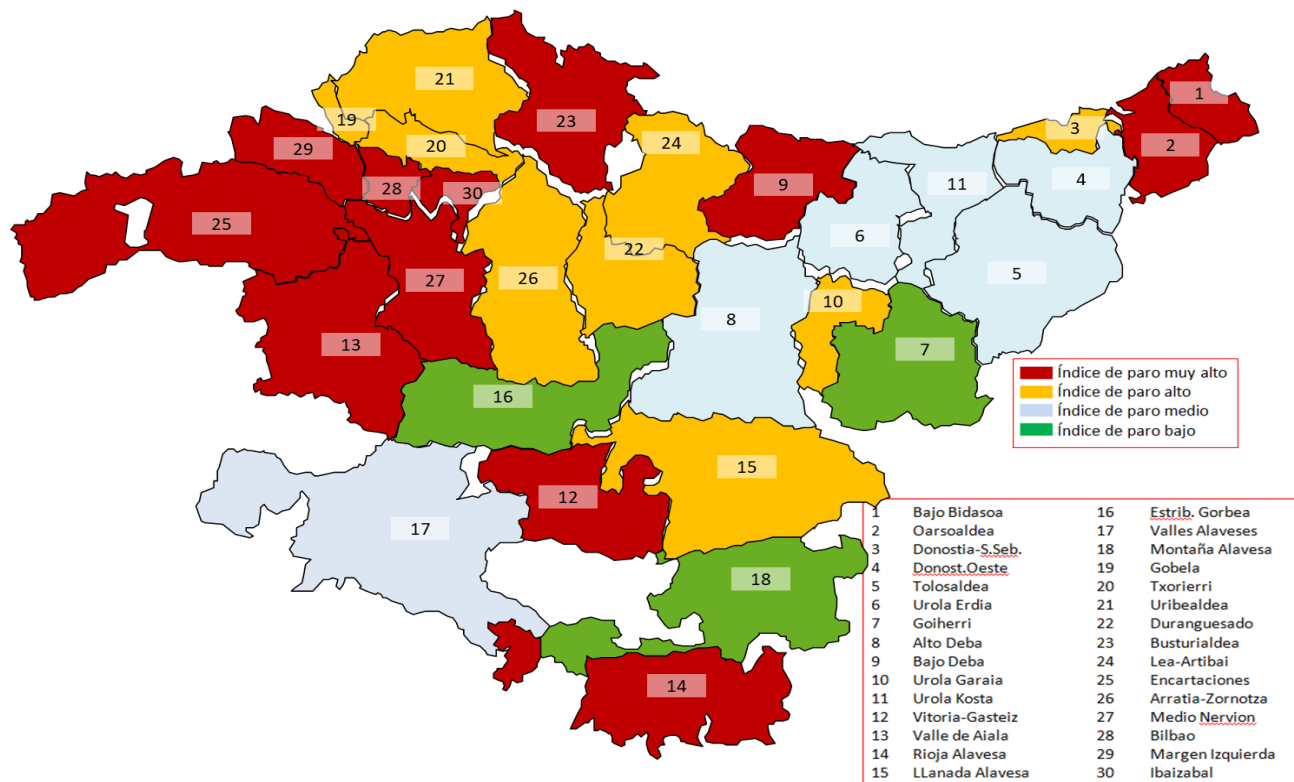 21
1
23
19
3
24
20
29
2
4
9
11
28
30
25
6
22
5
27
26
10
8
13
7
16
15
12
17
18
14
Índice de paro muy alto
Índice de paro alto
Índice de paro medio
Índice de paro bajo
1 Bajo Bidasoa 16 Estrib. Gorbea
2 Oarsoaldea 17 Valles Alaveses
3 Donostia-S.Seb. 18 Montaña Alavesa
4 Donost.Oeste 19 Gobela
5 Tolosaldea 20 Txorierri
6 Urola Erdia 21 Uribealdea
7 Goiherri 22 Duranguesado
8 Alto Deba 23 Busturialdea
9 Bajo Deba 24 Lea-Artibai
10 Urola Garaia 25 Encartaciones
11 Urola Kosta 26 Arratia-Zornotza
12 Vitoria-Gasteiz 27 Medio Nervion
13 Valle de Aiala 28 Bilbao
14 Rioja Alavesa 29 Margen Izquierda
15 LLanada Alavesa 30 Ibaizabal